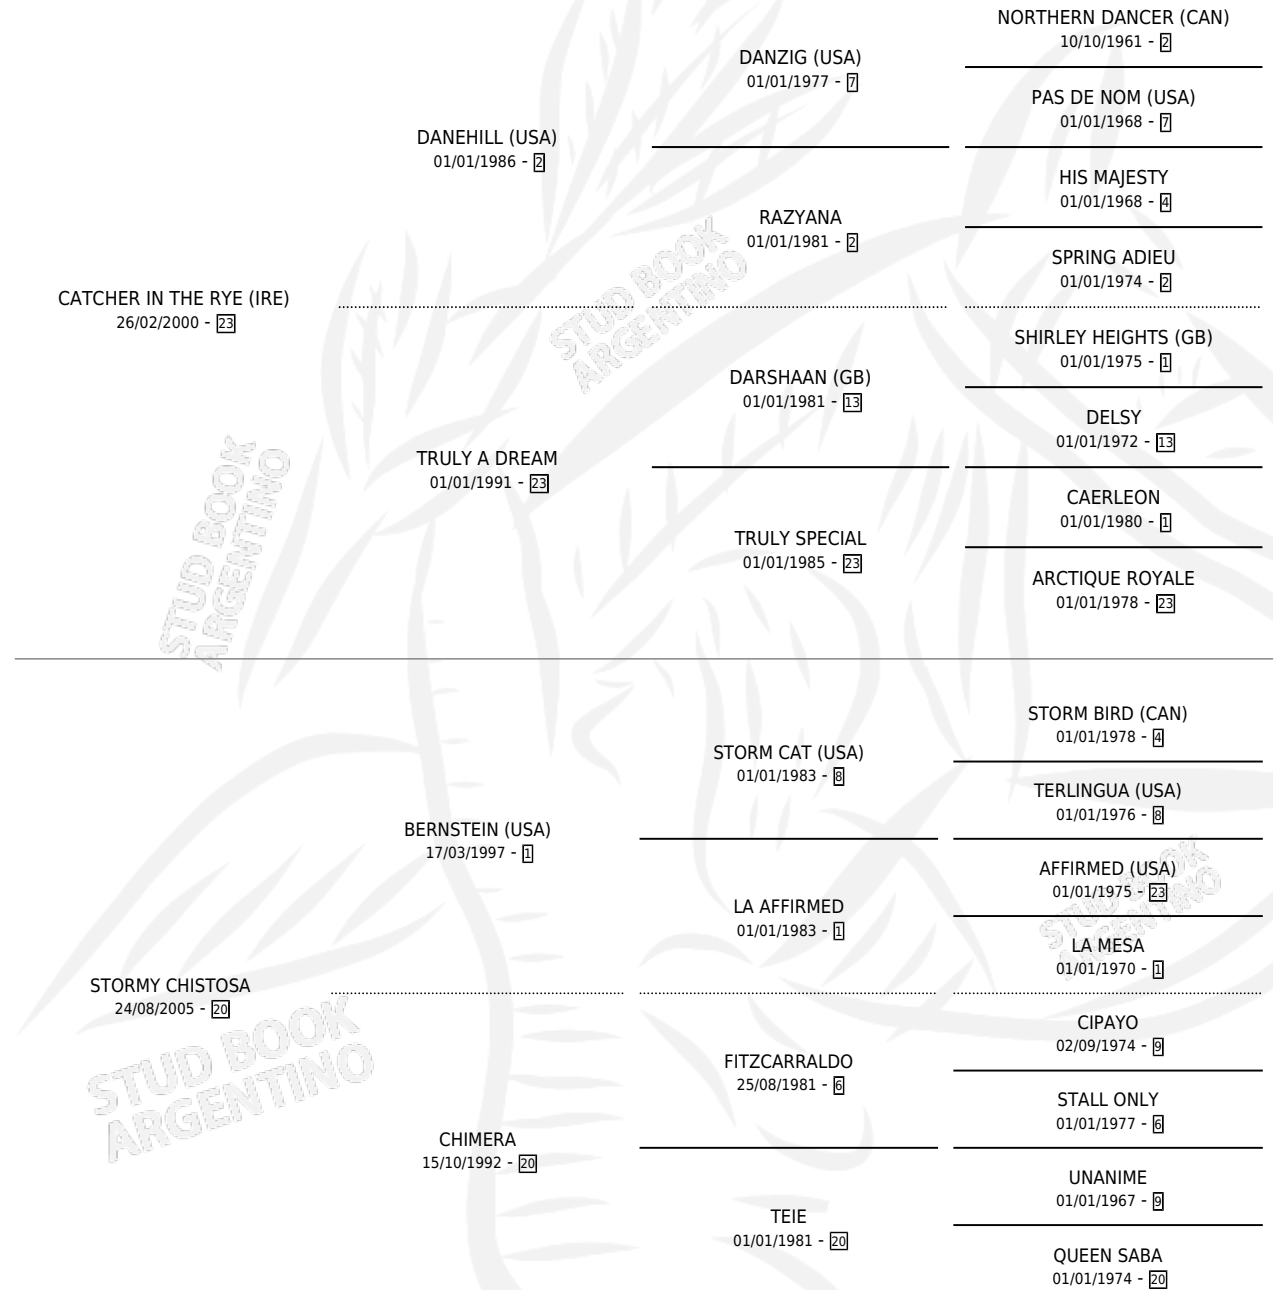 NORTHERN DANCER (CAN)
10/10/1961 - 2
DANZIG (USA)
01/01/1977 - 7
PAS DE NOM (USA)
01/01/1968 - 7
DANEHILL (USA)
01/01/1986 - 2
HIS MAJESTY
01/01/1968 - 4
RAZYANA
01/01/1981 - 2
SPRING ADIEU
01/01/1974 - 2
CATCHER IN THE RYE (IRE)
26/02/2000 - 23
STUD BOOK
ARGENTINO
SHIRLEY HEIGHTS (GB)
01/01/1975 - 1
DARSHAAN (GB)
01/01/1981 - 13
DELSY
01/01/1972 - 13
TRULY A DREAM
01/01/1991 - 23
STUD BOOK
ARGENTINO
CAERLEON
01/01/1980 - 1
TRULY SPECIAL
01/01/1985 - 23
ARCTIQUE ROYALE
01/01/1978 - 23
STORM BIRD (CAN)
01/01/1978 - 4
STORM CAT (USA)
01/01/1983 - 8
TERLINGUA (USA)
01/01/1976 - 8
BERNSTEIN (USA)
17/03/1997 - 1
AFFIRMED (USA)
01/01/1975 - 23
STUD BOOK
ARGENTINO
LA AFFIRMED
01/01/1983 - 1
LA MESA
01/01/1970 - 1
STORMY CHISTOSA
24/08/2005 - 20
STUD BOOK
ARGENTINO
CIPAYO
02/09/1974 - 9
FITZCARRALDO
25/08/1981 - 6
STALL ONLY
01/01/1977 - 6
CHIMERA
15/10/1992 - 20
UNANIME
01/01/1967 - 9
TEIE
01/01/1981 - 20
QUEEN SABA
01/01/1974 - 20